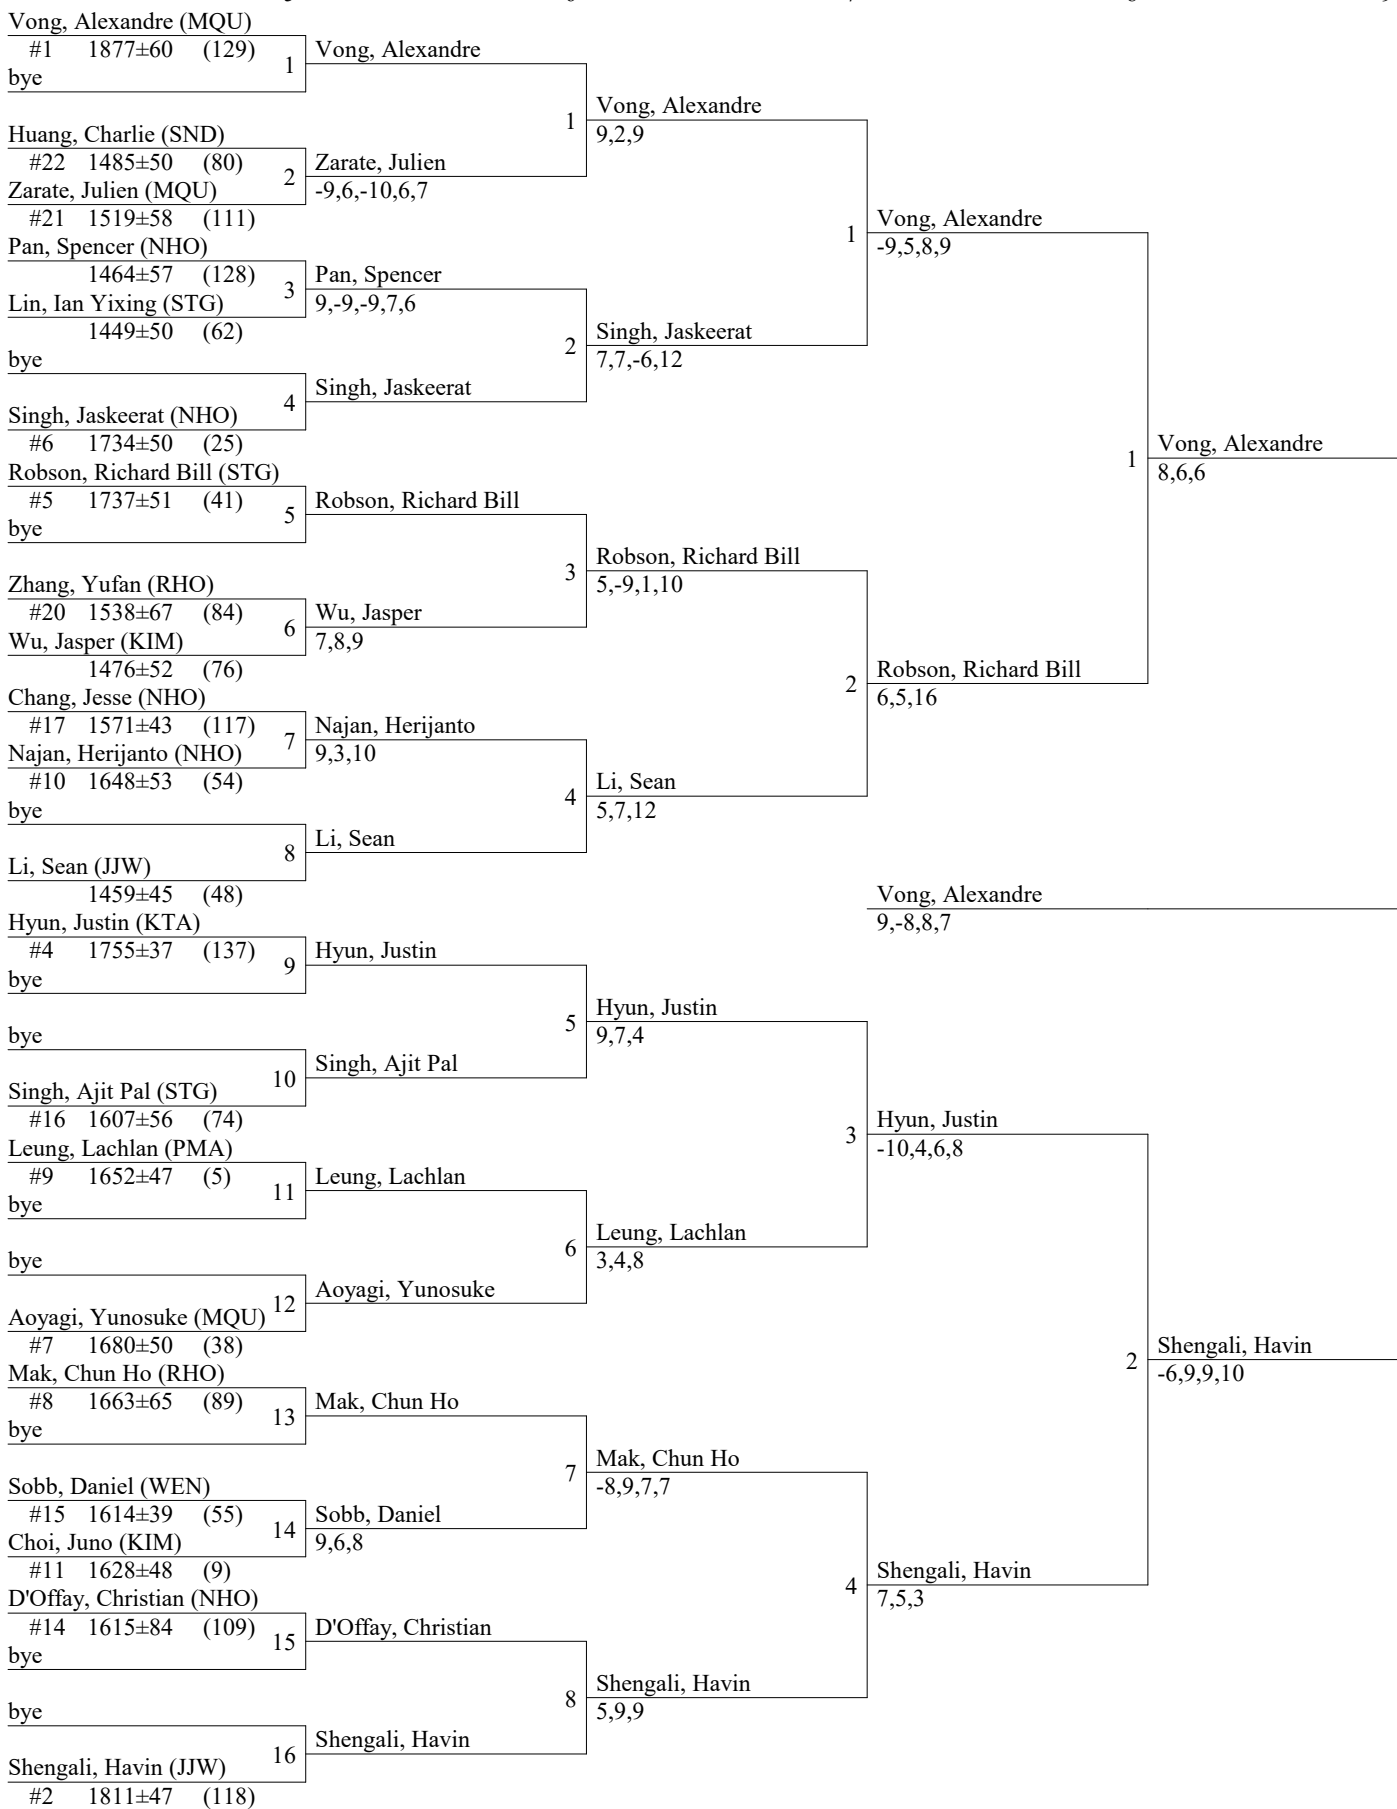 Vong, Alexandre (MQU)
#1 1877±60 (129)
bye
1
Vong, Alexandre
Huang, Charlie (SND)
#22 1485±50 (80)
Zarate, Julien (MQU)
#21 1519±58 (111)
2
Zarate, Julien
-9,6,-10,6,7
1
Vong, Alexandre
9,2,9
Pan, Spencer (NHO)
1464±57 (128)
Lin, Ian Yixing (STG)
1449±50 (62)
3
Pan, Spencer
9,-9,-9,7,6
bye
Singh, Jaskeerat (NHO)
#6 1734±50 (25)
4
Singh, Jaskeerat
2
Singh, Jaskeerat
7,7,-6,12
1
Vong, Alexandre
-9,5,8,9
Robson, Richard Bill (STG)
#5 1737±51 (41)
bye
5
Robson, Richard Bill
Zhang, Yufan (RHO)
#20 1538±67 (84)
Wu, Jasper (KIM)
1476±52 (76)
6
Wu, Jasper
7,8,9
3
Robson, Richard Bill
5,-9,1,10
Chang, Jesse (NHO)
#17 1571±43 (117)
Najan, Herijanto (NHO)
#10 1648±53 (54)
7
Najan, Herijanto
9,3,10
bye
Li, Sean (JJW)
1459±45 (48)
8
Li, Sean
4
Li, Sean
5,7,12
2
Robson, Richard Bill
6,5,16
1
Vong, Alexandre
8,6,6
Vong, Alexandre
9,-8,8,7
Hyun, Justin (KTA)
#4 1755±37 (137)
bye
9
Hyun, Justin
bye
Singh, Ajit Pal (STG)
#16 1607±56 (74)
10
Singh, Ajit Pal
5
Hyun, Justin
9,7,4
Leung, Lachlan (PMA)
#9 1652±47 (5)
bye
11
Leung, Lachlan
bye
Aoyagi, Yunosuke (MQU)
#7 1680±50 (38)
12
Aoyagi, Yunosuke
6
Leung, Lachlan
3,4,8
3
Hyun, Justin
-10,4,6,8
Mak, Chun Ho (RHO)
#8 1663±65 (89)
bye
13
Mak, Chun Ho
Sobb, Daniel (WEN)
#15 1614±39 (55)
Choi, Juno (KIM)
#11 1628±48 (9)
14
Sobb, Daniel
9,6,8
7
Mak, Chun Ho
-8,9,7,7
D'Offay, Christian (NHO)
#14 1615±84 (109)
bye
15
D'Offay, Christian
bye
Shengali, Havin (JJW)
#2 1811±47 (118)
16
Shengali, Havin
8
Shengali, Havin
5,9,9
4
Shengali, Havin
7,5,3
2
Shengali, Havin
-6,9,9,10